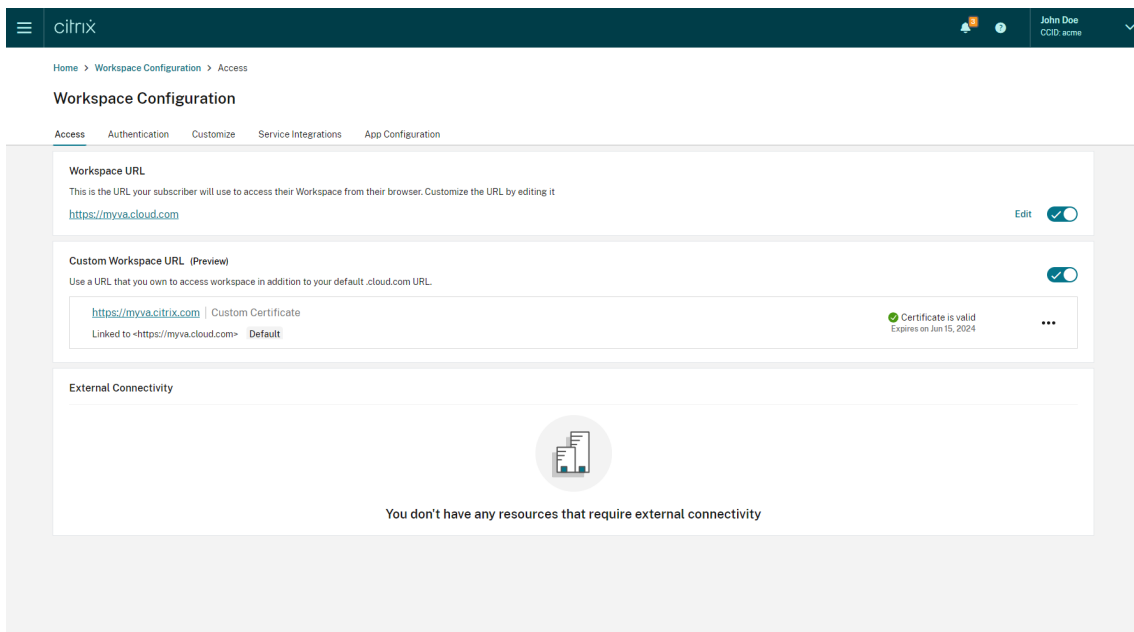 citrix
3
?
John Doe
CCID: acme
Home > Workspace Configuration > Access
Workspace Configuration
Access Authentication Customize Service Integrations App Configuration
Workspace URL
This is the URL your subscriber will use to access their Workspace from their browser. Customize the URL by editing it
https://myva.cloud.com
Edit
Custom Workspace URL (Preview)
Use a URL that you own to access workspace in addition to your default .cloud.com URL.
https://myva.citrix.com | Custom Certificate
Linked to <https://myva.cloud.com> Default
Certificate is valid
Expires on Jun 15, 2024
External Connectivity
You don't have any resources that require external connectivity